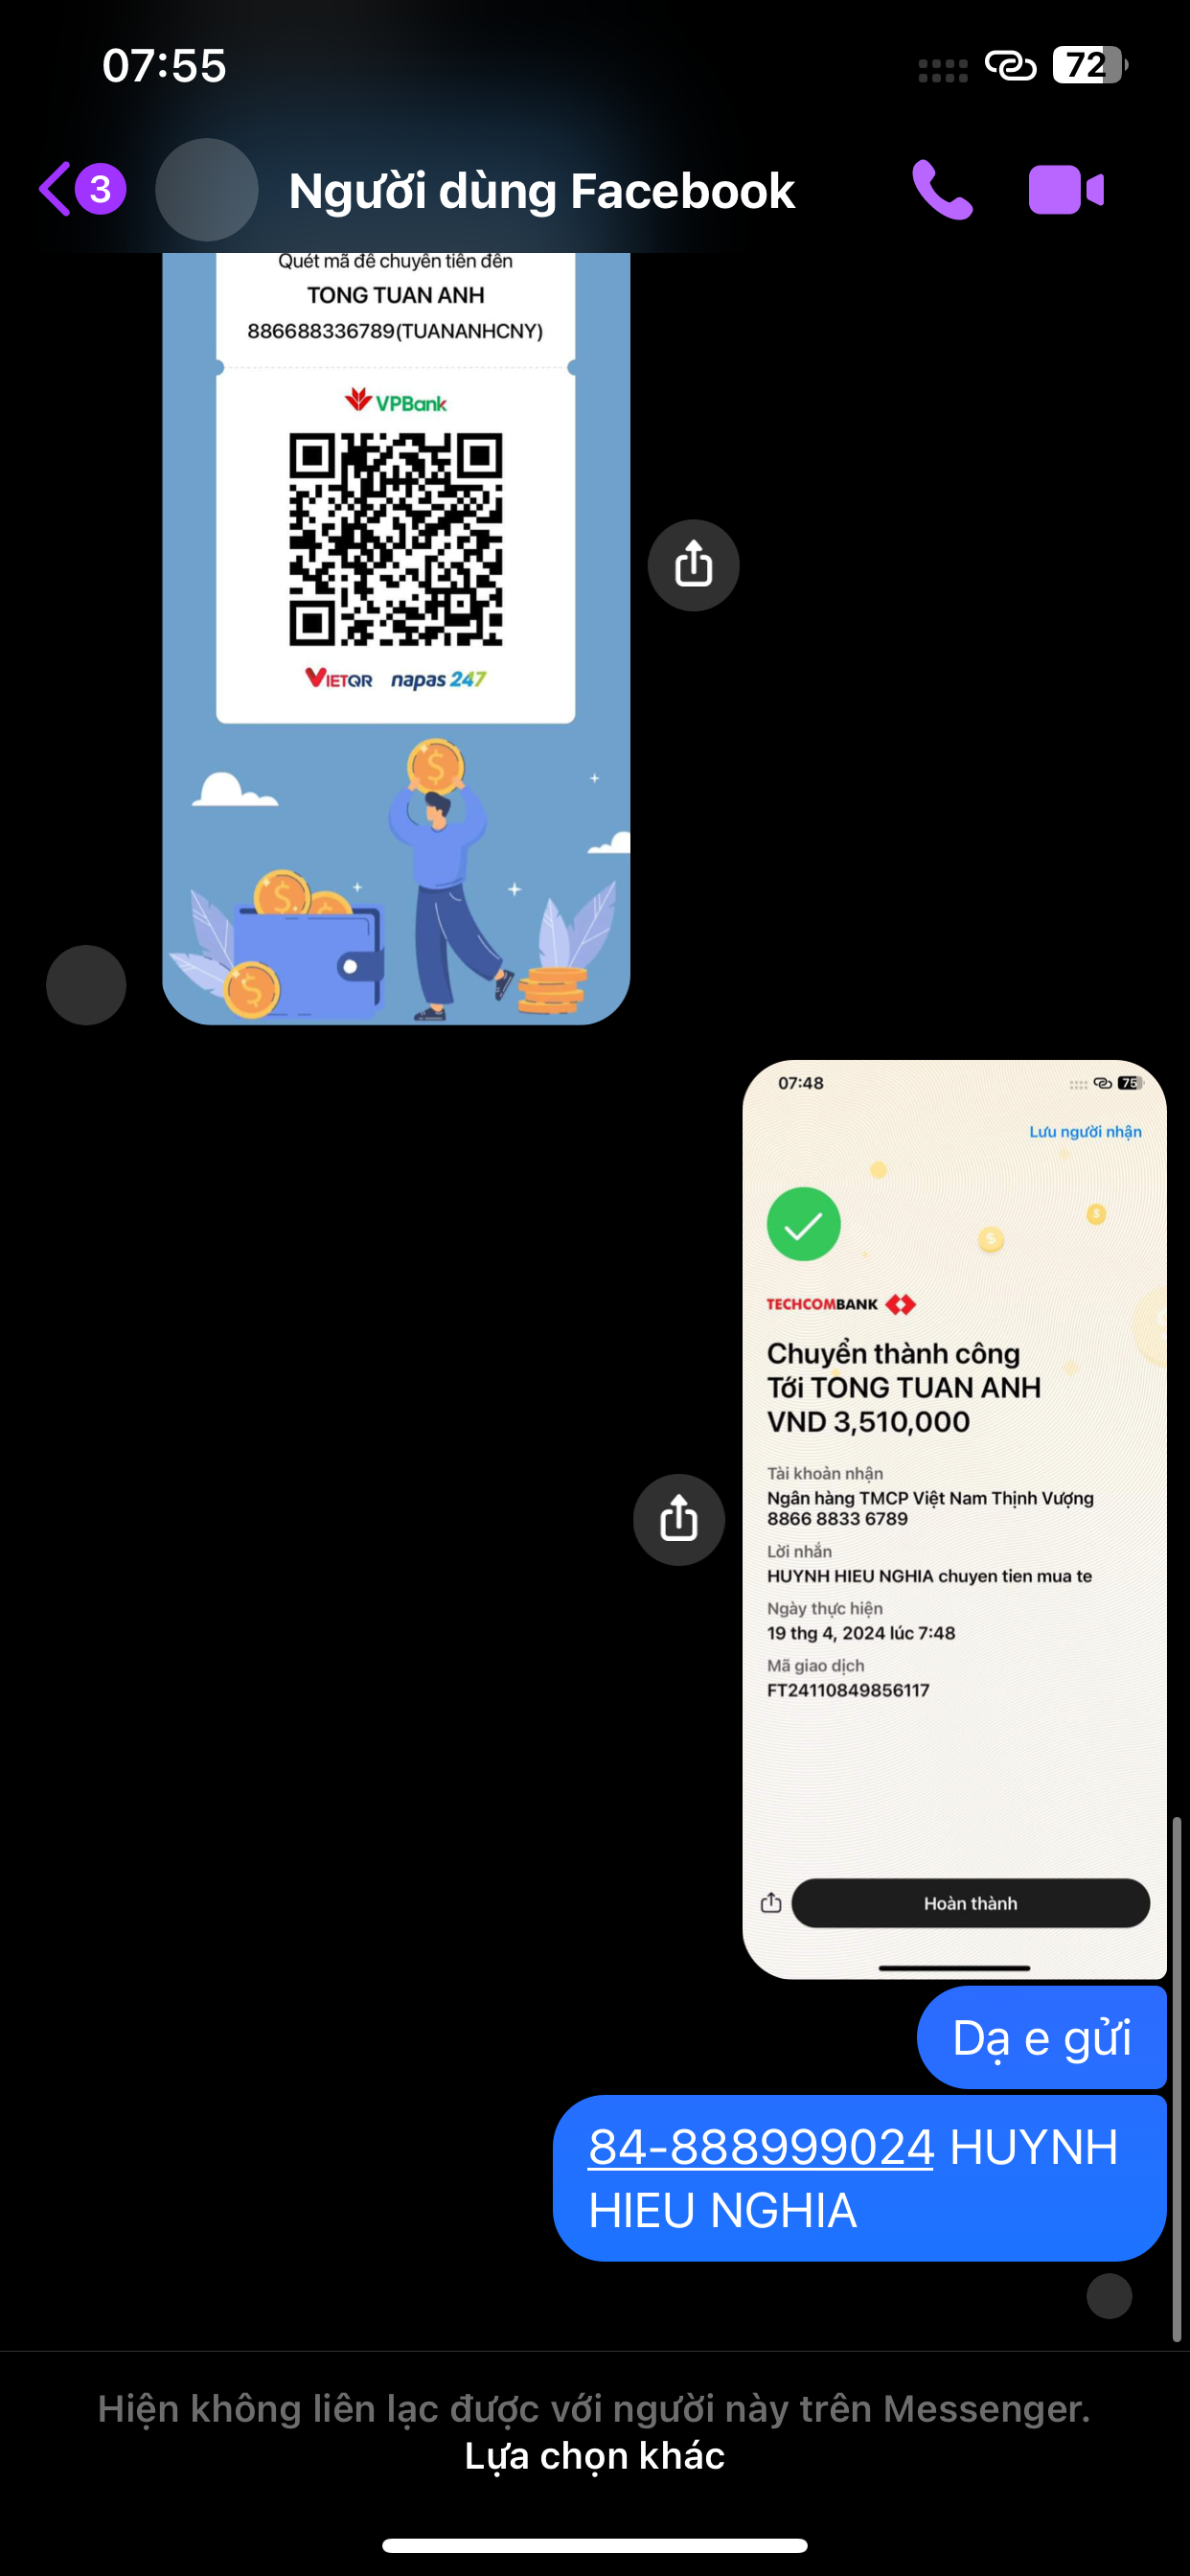 07:55
72
3
Người dùng Facebook
Quét mã để chuyển tiền đến
TONG TUAN ANH
886688336789(TUANANHCNY)
VPBank
VIETQR napas 247
07:48
75
Lưu người nhận
TECHCOMBANK
Chuyển thành công
Tới TONG TUAN ANH
VND 3,510,000
Tài khoản nhận
Ngân hàng TMCP Việt Nam Thịnh Vượng
8866 8833 6789
Lời nhắn
HUYNH HIEU NGHIA chuyen tien mua te
Ngày thực hiện
19 thg 4, 2024 lúc 7:48
Mã giao dịch
FT24110849856117
Hoàn thành
Dạ e gửi
84-888999024 HUYNH
HIEU NGHIA
Hiện không liên lạc được với người này trên Messenger.
Lựa chọn khác